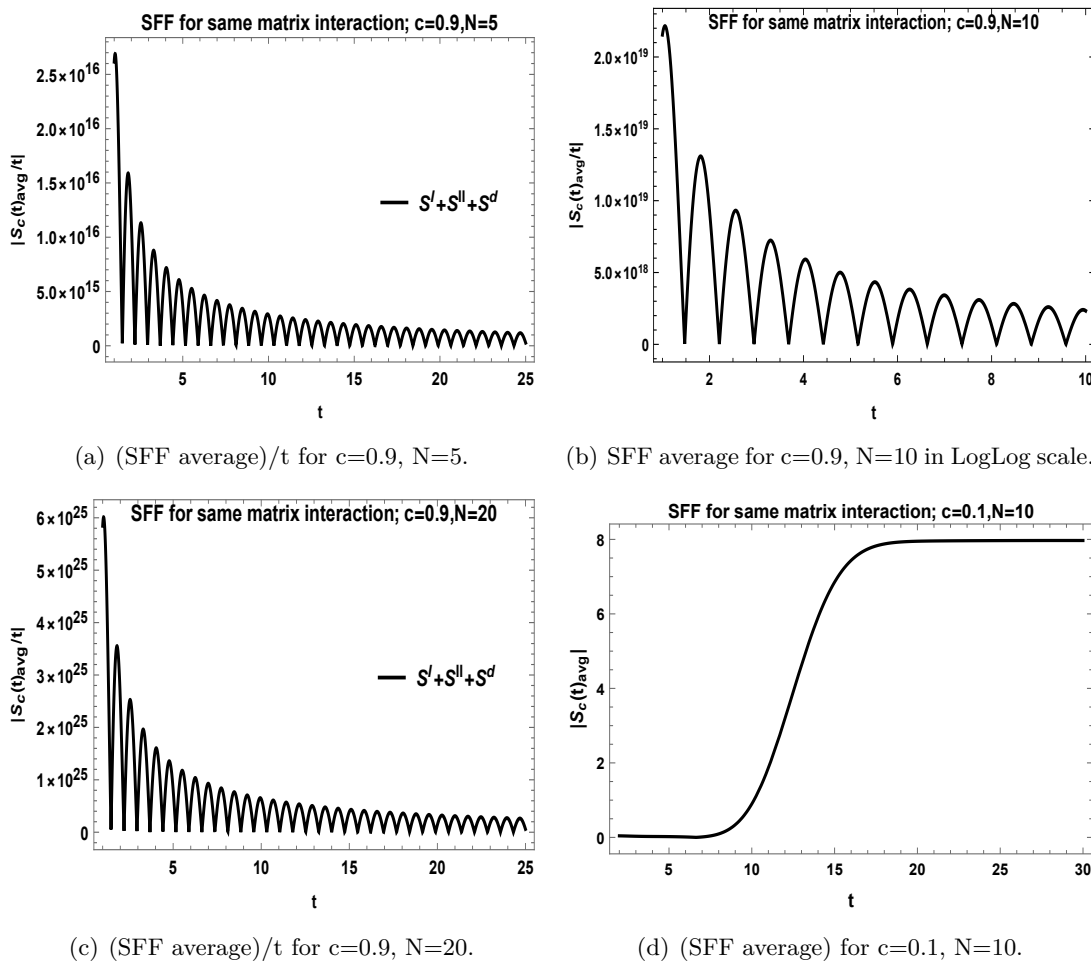 SFF for same matrix interaction; c=0.9,N=5
|S_c(t)_avg/t|
2.5×10^16
2.0×10^16
1.5×10^16
1.0×10^16
5.0×10^15
0
S^I+S^II+S^d
5 10 15 20 25
t
(a) (SFF average)/t for c=0.9, N=5.
SFF for same matrix interaction; c=0.9,N=10
|S_c(t)_avg/t|
2.0×10^19
1.5×10^19
1.0×10^19
5.0×10^18
0
2 4 6 8 10
t
(b) SFF average for c=0.9, N=10 in LogLog scale.
SFF for same matrix interaction; c=0.9,N=20
|S_c(t)_avg/t|
6×10^25
5×10^25
4×10^25
3×10^25
2×10^25
1×10^25
0
S^I+S^II+S^d
5 10 15 20 25
t
(c) (SFF average)/t for c=0.9, N=20.
SFF for same matrix interaction; c=0.1,N=10
|S_c(t)_avg|
8
6
4
2
0
5 10 15 20 25 30
t
(d) (SFF average) for c=0.1, N=10.